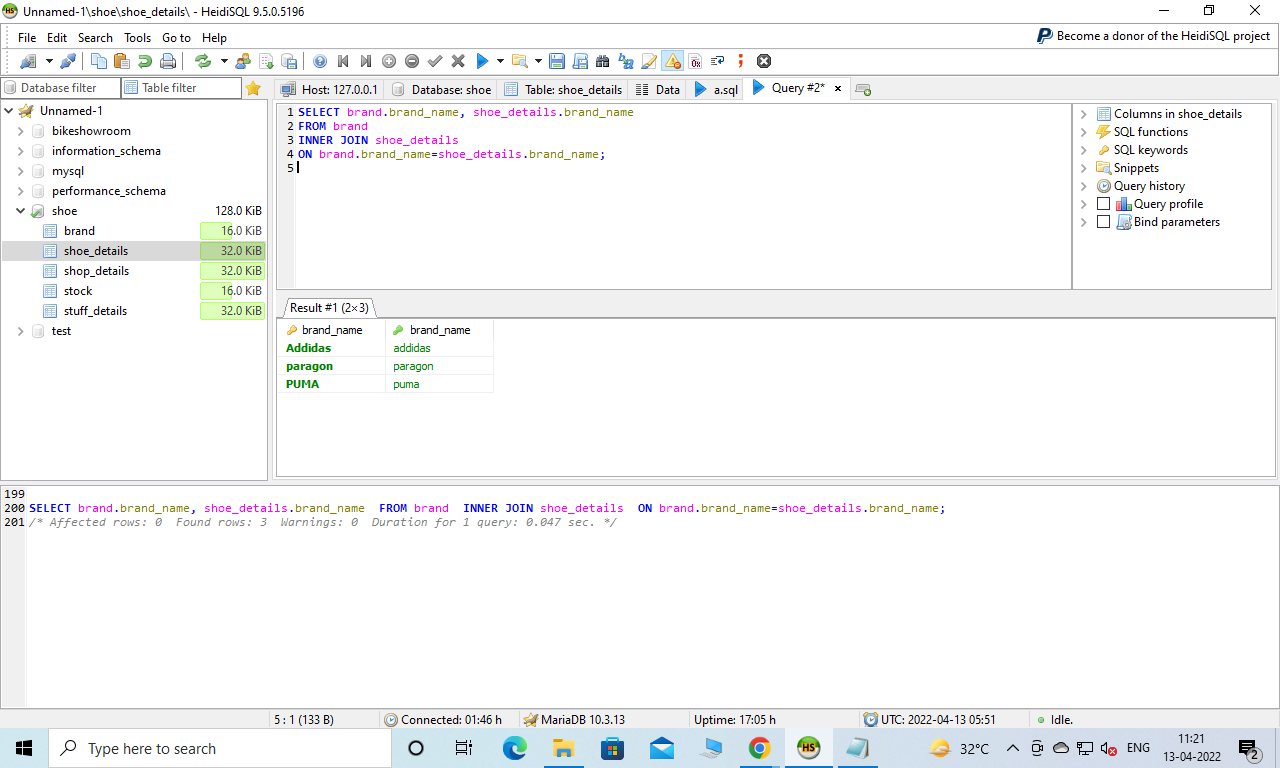 Unnamed-1\shoe\shoe_details\ - HeidiSQL 9.5.0.5196
File Edit Search Tools Go to Help
Become a donor of the HeidiSQL project
Database filter
Table filter
Host: 127.0.0.1
Database: shoe
Table: shoe_details
Data
a.sql
Query #2*
Unnamed-1
bikeshowroom
information_schema
mysql
performance_schema
shoe 128.0 KiB
brand 16.0 KiB
shoe_details 32.0 KiB
shop_details 32.0 KiB
stock 16.0 KiB
stuff_details 32.0 KiB
test
1 SELECT brand.brand_name, shoe_details.brand_name
2 FROM brand
3 INNER JOIN shoe_details
4 ON brand.brand_name=shoe_details.brand_name;
5
Columns in shoe_details
SQL functions
SQL keywords
Snippets
Query history
Query profile
Bind parameters
Result #1 (2×3)
brand_name brand_name
Addidas addidas
paragon paragon
PUMA puma
199
200 SELECT brand.brand_name, shoe_details.brand_name FROM brand INNER JOIN shoe_details ON brand.brand_name=shoe_details.brand_name;
201 /* Affected rows: 0 Found rows: 3 Warnings: 0 Duration for 1 query: 0.047 sec. */
5 : 1 (133 B)
Connected: 01:46 h
MariaDB 10.3.13
Uptime: 17:05 h
UTC: 2022-04-13 05:51
Idle.
Type here to search
HS
32°C
ENG
11:21
13-04-2022
2